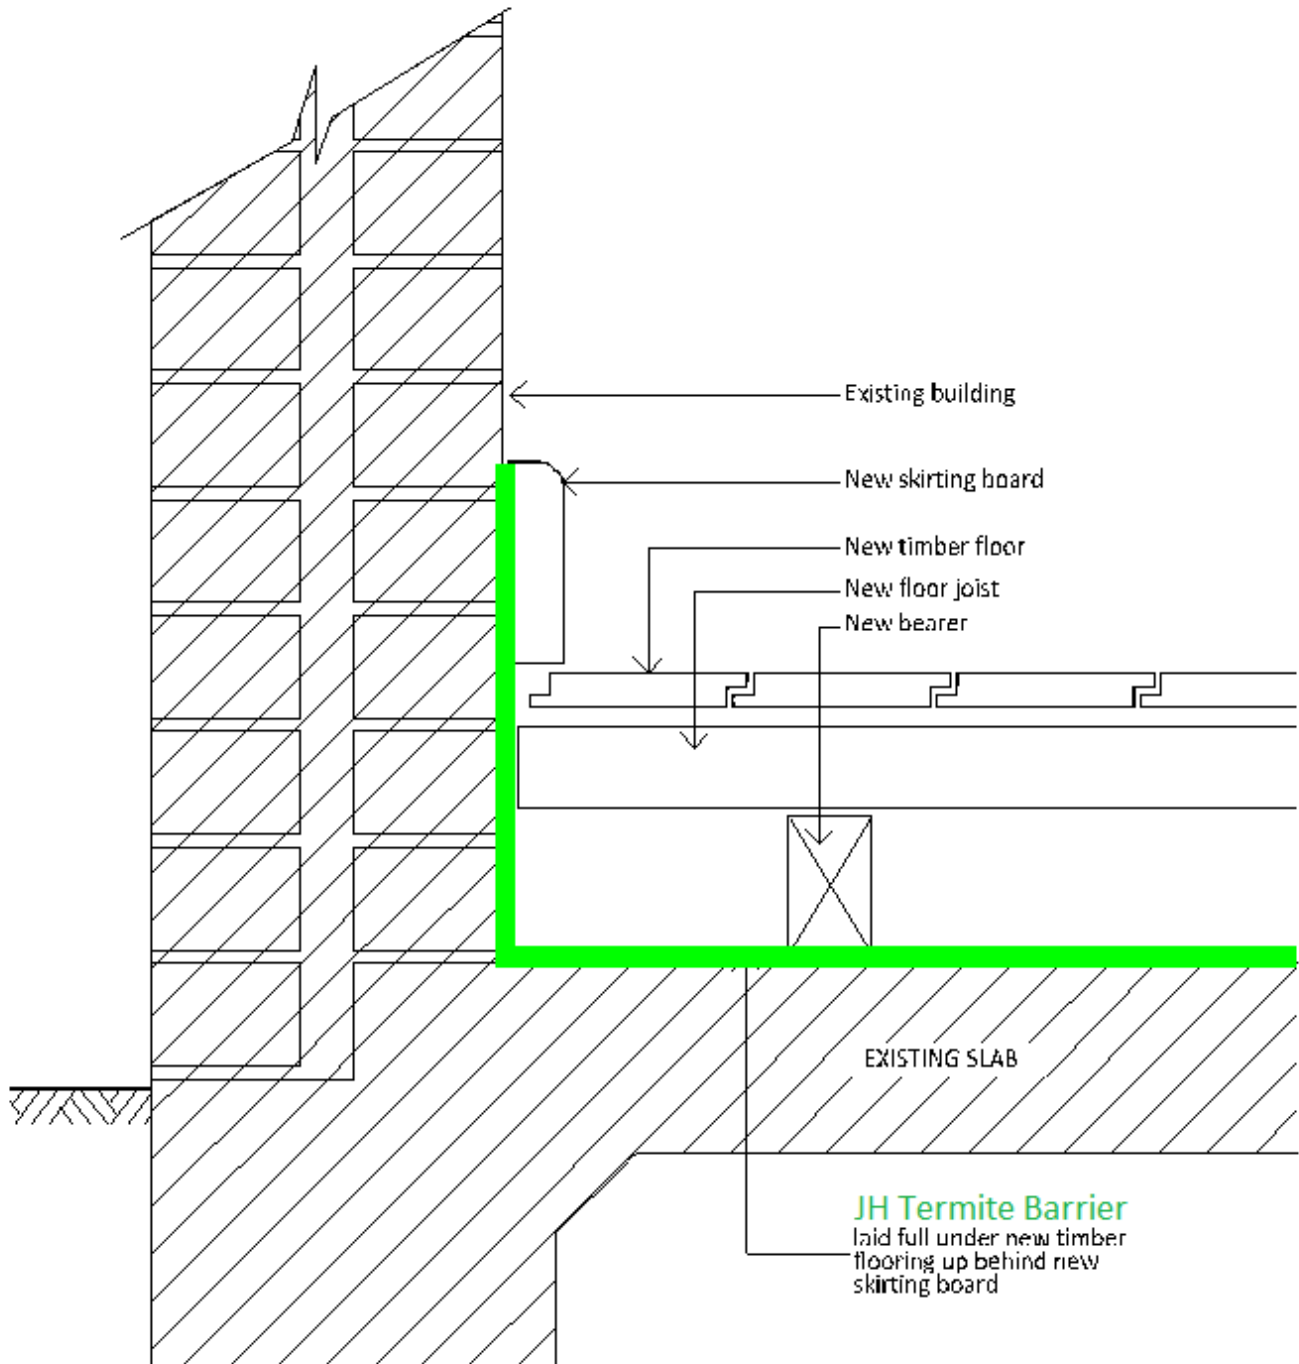 Existing building
New skirting board
New timber floor
New floor joist
New bearer
EXISTING SLAB
JH Termite Barrier
laid full under new timber
flooring up behind new
skirting board